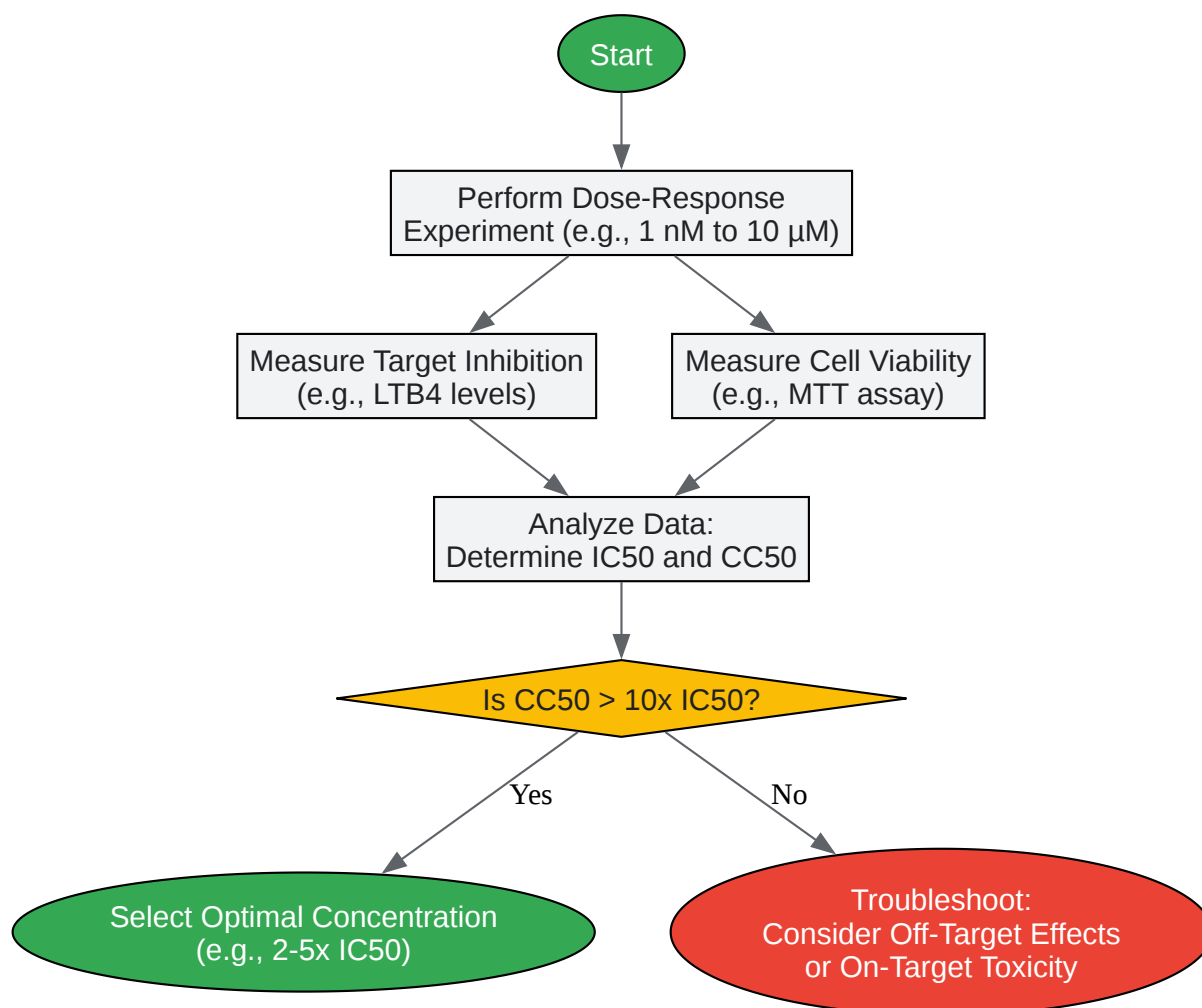 Start
Perform Dose-Response
Experiment (e.g., 1 nM to 10 µM)
Measure Target Inhibition
(e.g., LTB4 levels)
Measure Cell Viability
(e.g., MTT assay)
Analyze Data:
Determine IC50 and CC50
Is CC50 > 10x IC50?
Yes
No
Select Optimal Concentration
(e.g., 2-5x IC50)
Troubleshoot:
Consider Off-Target Effects
or On-Target Toxicity